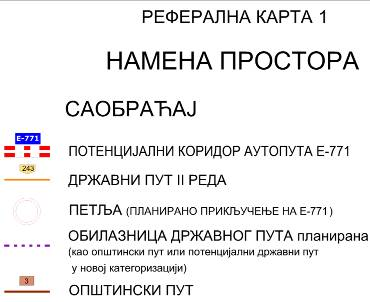 РЕФЕРАЛНА КАРТА 1
НАМЕНА ПРОСТОРА
САОБРАЋАЈ
E-771
ПОТЕНЦИЈАЛНИ КОРИДОР АУТОПУТА Е-771
243
ДРЖАВНИ ПУТ II РЕДА
ПЕТЉА (ПЛАНИРАНО ПРИКЉУЧЕЊЕ НА Е-771)
ОБИЛАЗНИЦА ДРЖАВНОГ ПУТА планирана
(као општински пут или потенцијални државни пут
у новој категоризацији)
3
ОПШТИНСКИ ПУТ